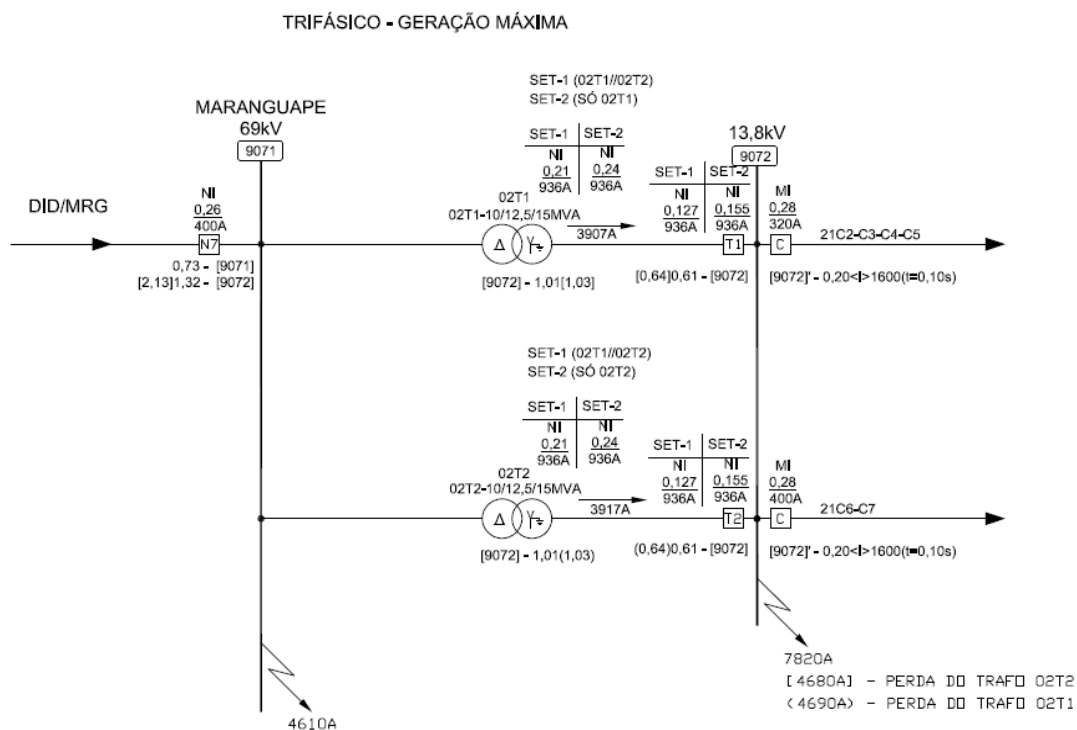 TRIFÁSICO - GERAÇÃO MÁXIMA
SET-1 (02T1//02T2)
SET-2 (SÓ 02T1)
MARANGUAPE
69kV
9071
SET-1 SET-2
NI NI
0,21 0,24
936A 936A
13,8kV
9072
SET-1 SET-2
NI NI
0,127 0,155
936A 936A
DID/MRG
NI
0,26
400A
N7
0,73 - [9071]
[2,13]1,32 - [9072]
02T1
02T1-10/12,5/15MVA
Δ
3907A
[9072] - 1,01[1,03]
T1
[0,64]0,61 - [9072]
MI
0,28
320A
C
21C2-C3-C4-C5
[9072]' - 0,20<I>1600(t=0,10s)
SET-1 (02T1//02T2)
SET-2 (SÓ 02T2)
SET-1 SET-2
NI NI
0,21 0,24
936A 936A
SET-1 SET-2
NI NI
0,127 0,155
936A 936A
02T2
02T2-10/12,5/15MVA
Δ
3917A
[9072] - 1,01(1,03)
T2
(0,64)0,61 - [9072]
MI
0,28
400A
C
21C6-C7
[9072]' - 0,20<I>1600(t=0,10s)
7820A
[4680A] - PERDA DO TRAFO 02T2
(4690A) - PERDA DO TRAFO 02T1
4610A